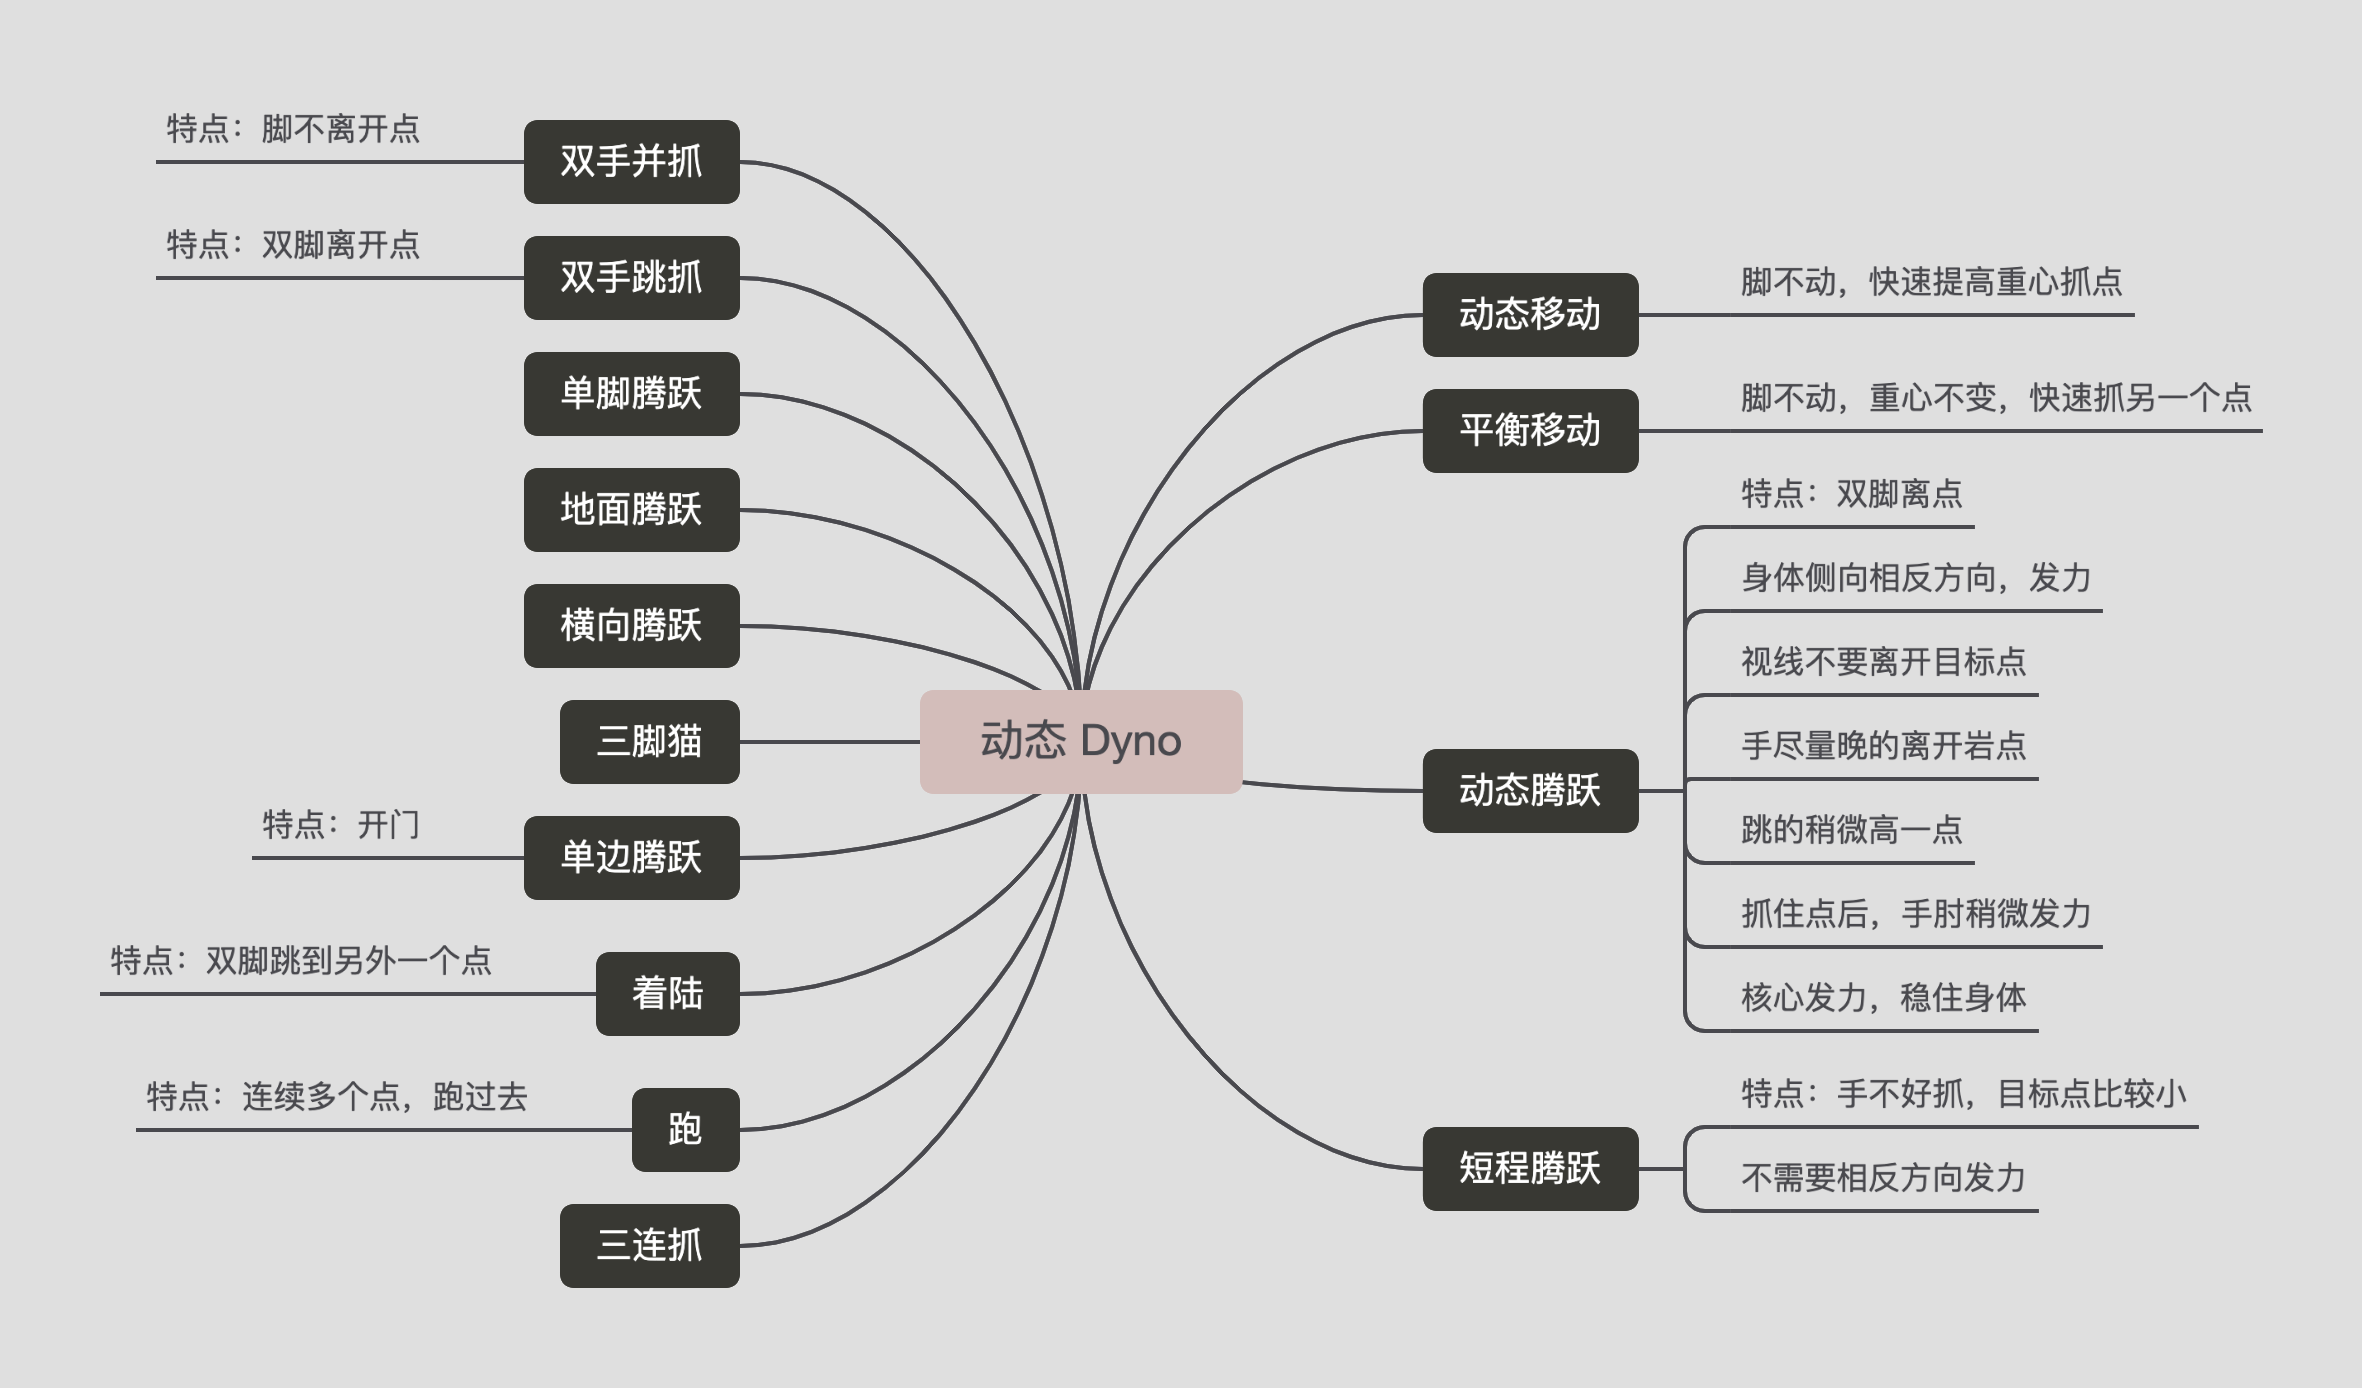 动态 Dyno
动态移动
脚不动，快速提高重心抓点
平衡移动
脚不动，重心不变，快速抓另一个点
动态腾跃
特点：双脚离点
身体侧向相反方向，发力
视线不要离开目标点
手尽量晚的离开岩点
跳的稍微高一点
抓住点后，手肘稍微发力
核心发力，稳住身体
短程腾跃
特点：手不好抓，目标点比较小
不需要相反方向发力
双手并抓
特点：脚不离开点
双手跳抓
特点：双脚离开点
单脚腾跃
地面腾跃
横向腾跃
三脚猫
单边腾跃
特点：开门
着陆
特点：双脚跳到另外一个点
跑
特点：连续多个点，跑过去
三连抓